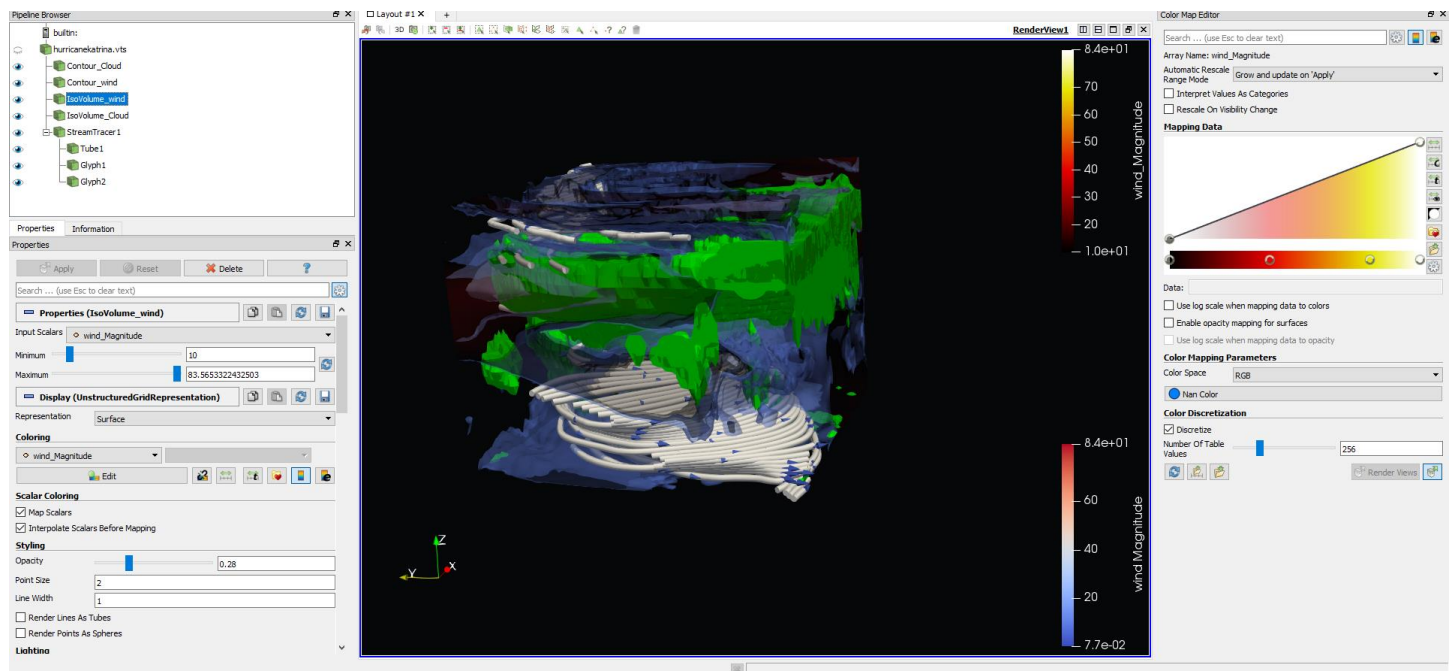 Pipeline Browser
builtin:
hurricanekatrina.vts
Contour_Cloud
Contour_wind
IsoVolume_wind
IsoVolume_Cloud
StreamTracer1
Tube1
Glyph1
Glyph2
Properties Information
Properties
Apply Reset Delete ?
Search ... (use Esc to clear text)
Properties (IsoVolume_wind)
Input Scalars wind_Magnitude
Minimum 10
Maximum 83.5653322432503
Display (UnstructuredGridRepresentation)
Representation Surface
Coloring
wind_Magnitude
Edit
Scalar Coloring
Map Scalars
Interpolate Scalars Before Mapping
Styling
Opacity 0.28
Point Size 2
Line Width 1
Render Lines As Tubes
Render Points As Spheres
Lighting
Layout #1 +
3D
RenderView1
8.4e+01
70
60
50
40
30
20
1.0e+01
wind_Magnitude
8.4e+01
60
40
20
7.7e-02
wind Magnitude
Z
Y
X
Color Map Editor
Search ... (use Esc to clear text)
Array Name: wind_Magnitude
Automatic Rescale Range Mode Grow and update on 'Apply'
Interpret Values As Categories
Rescale On Visibility Change
Mapping Data
Data:
Use log scale when mapping data to colors
Enable opacity mapping for surfaces
Use log scale when mapping data to opacity
Color Mapping Parameters
Color Space RGB
Nan Color
Color Discretization
Discretize
Number Of Table Values 256
Render Views